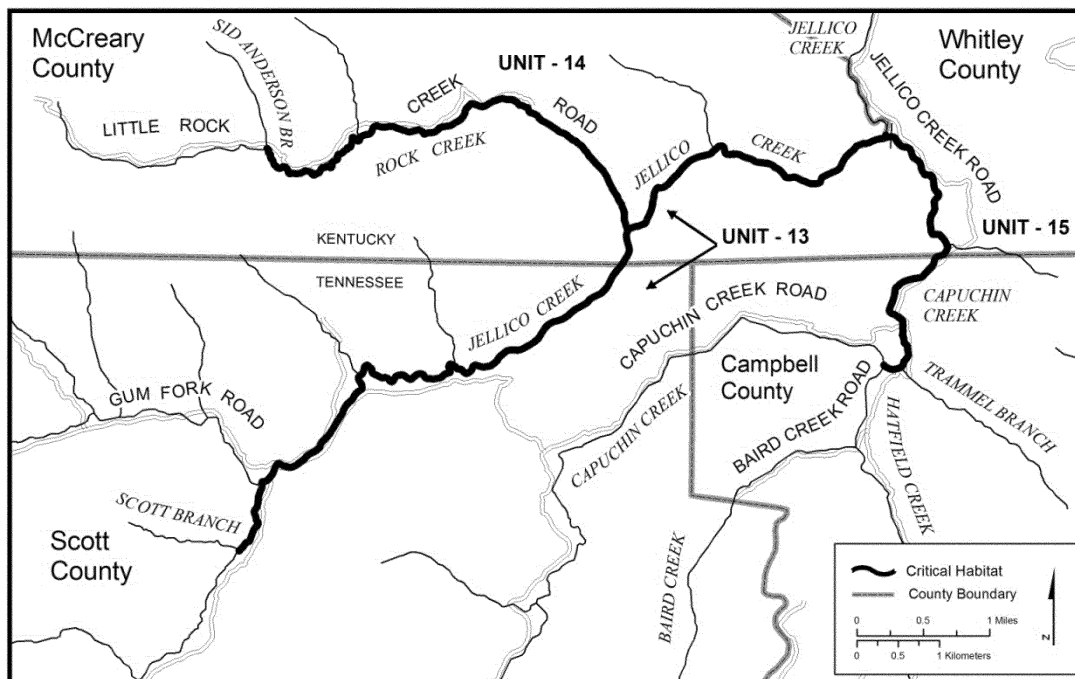 McCreary
County
SID ANDERSON BR
UNIT - 14
JELLICO
CREEK
Whitley
County
LITTLE ROCK
CREEK
ROAD
ROCK CREEK
JELLICO
CREEK
JELLICO CREEK ROAD
UNIT - 13
UNIT - 15
KENTUCKY
TENNESSEE
JELLICO CREEK
CAPUCHIN CREEK ROAD
CAPUCHIN
CREEK
GUM FORK ROAD
CAPUCHIN CREEK
Campbell
County
BAIRD CREEK ROAD
TRAMMEL BRANCH
HATFIELD CREEK
SCOTT BRANCH
Scott
County
BAIRD CREEK
Critical Habitat
County Boundary
0 0.5 1 Miles
0 0.5 1 Kilometers
N